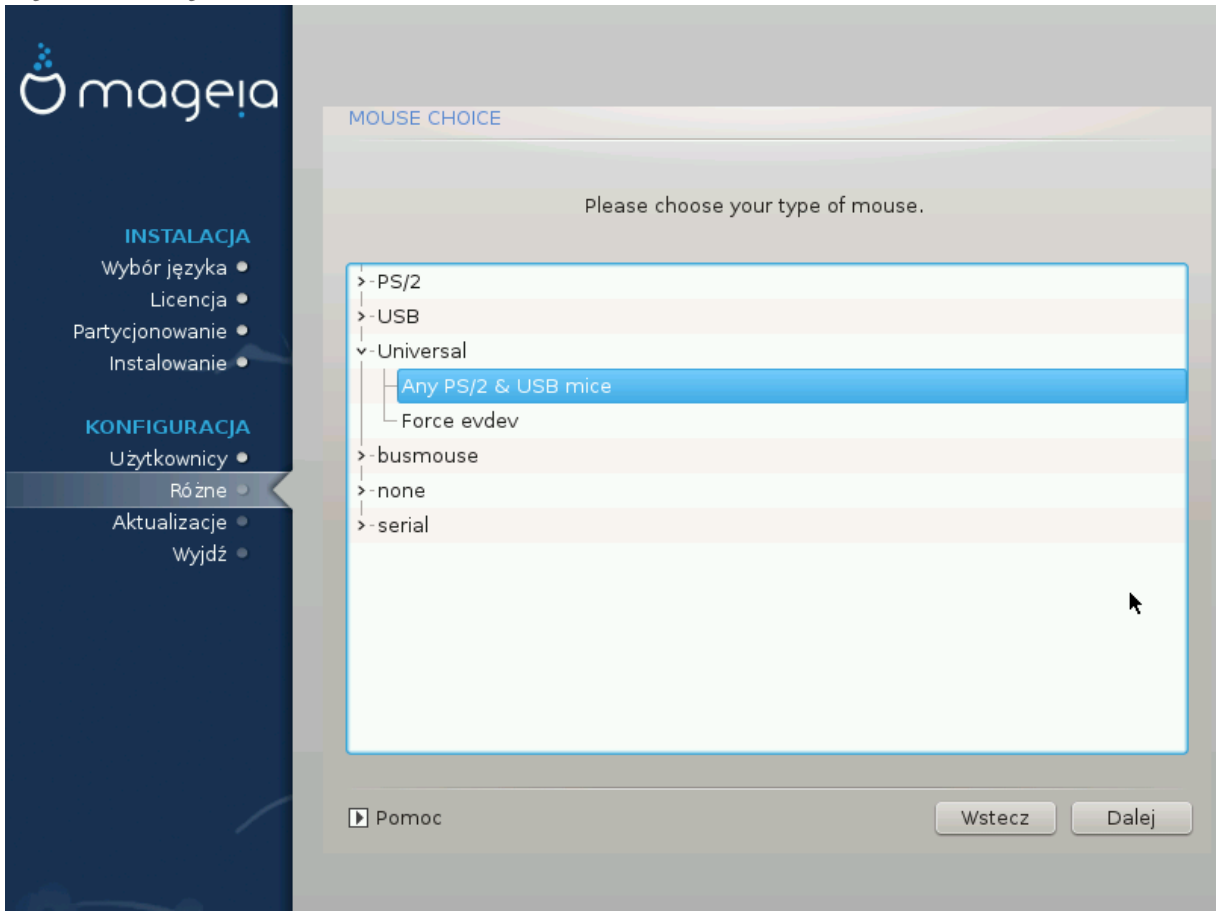 mageia
INSTALACJA
Wybór języka
Licencja
Partycjonowanie
Instalowanie
KONFIGURACJA
Użytkownicy
Różne
Aktualizacje
Wyjdź
MOUSE CHOICE
Please choose your type of mouse.
PS/2
USB
Universal
Any PS/2 & USB mice
Force evdev
busmouse
none
serial
Pomoc
Wstecz
Dalej